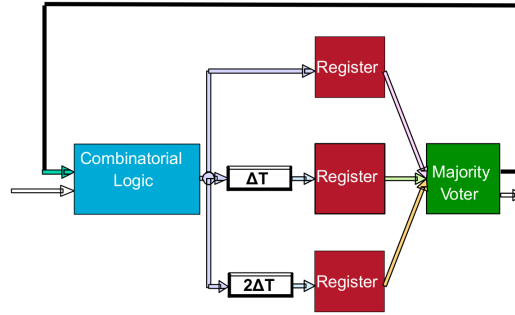 Register
Combinatorial
Logic
ΔT
Register
Majority
Voter
2ΔT
Register